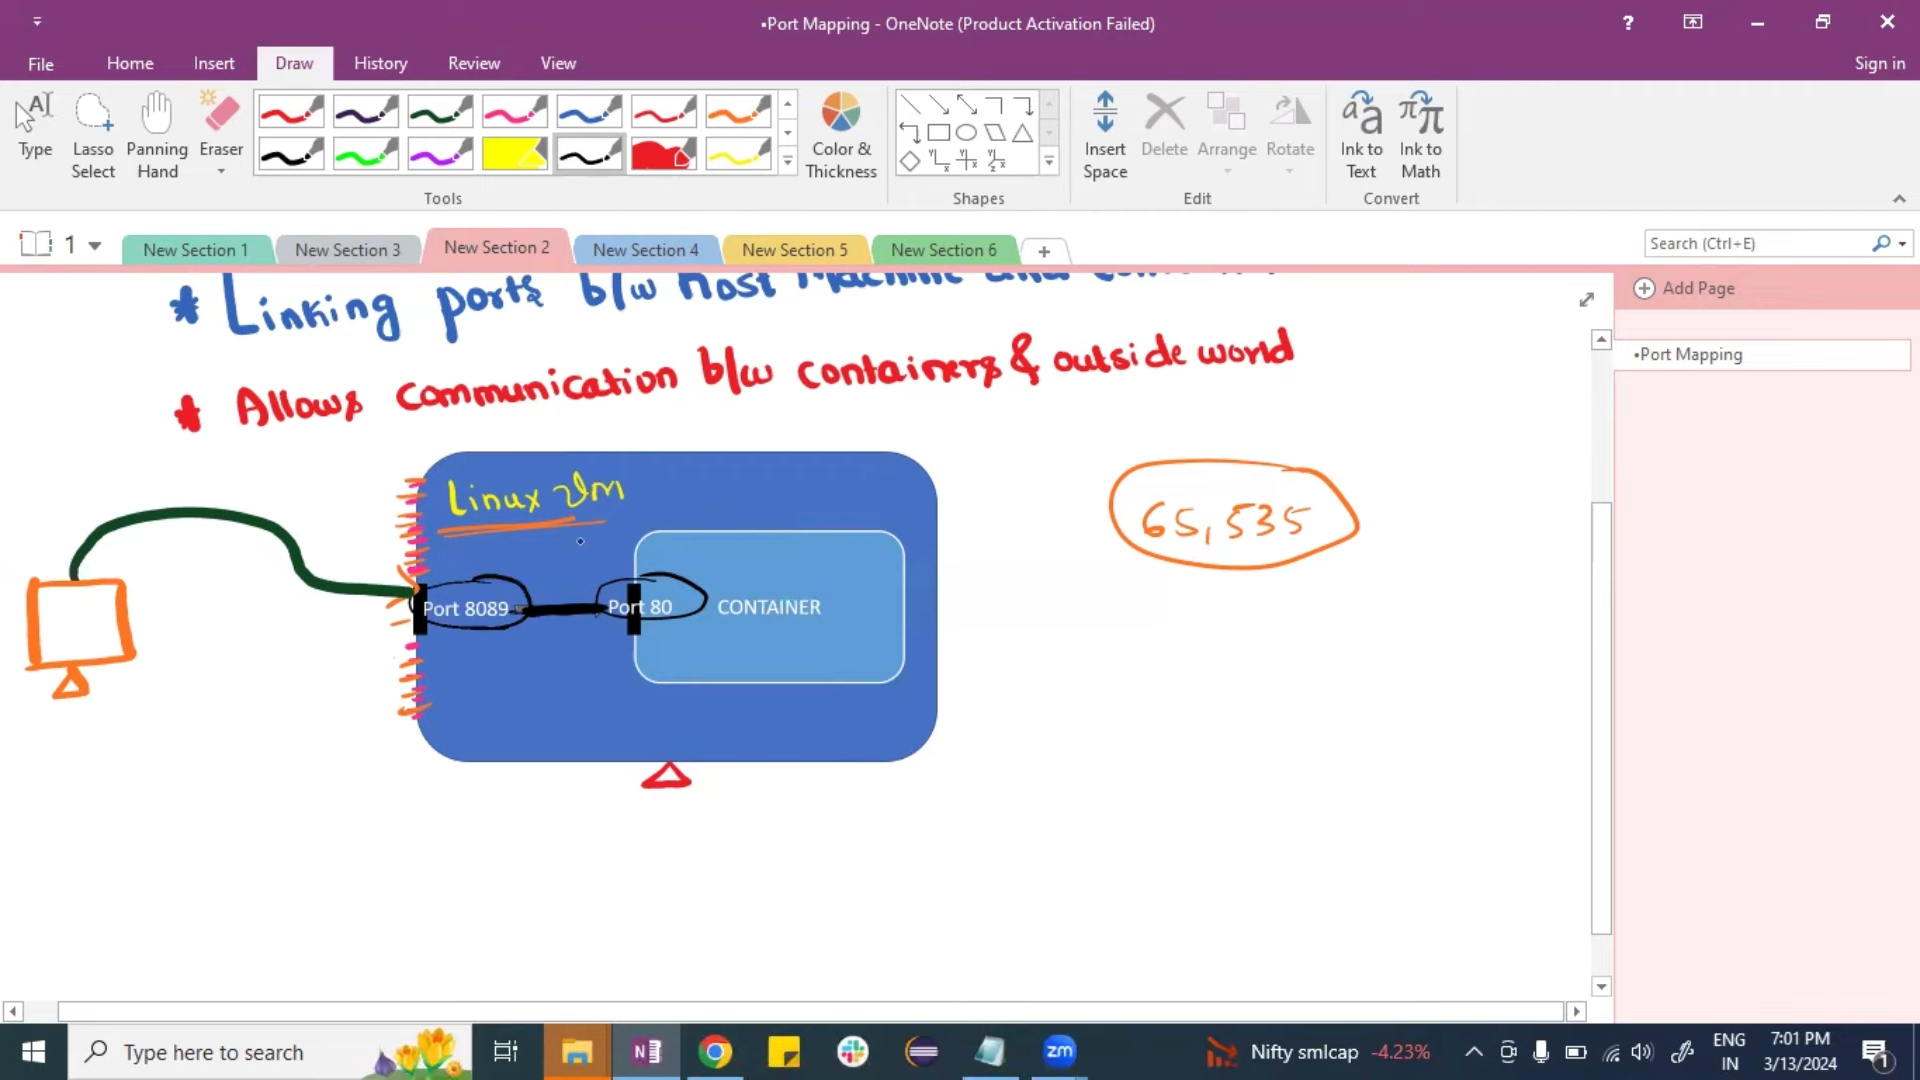 •Port Mapping - OneNote (Product Activation Failed)
File Home Insert Draw History Review View Sign in
Type
Lasso Select
Panning Hand
Eraser
Color & Thickness
Insert Space
Delete
Arrange
Rotate
Ink to Text
Ink to Math
Tools Shapes Edit Convert
1 New Section 1 New Section 3 New Section 2 New Section 4 New Section 5 New Section 6 Search (Ctrl+E)
Add Page
•Port Mapping
* Linking ports b/w Host Machine and
* Allows communication b/w containers & outside world
Linux vm
65,535
Port 8089 Port 80 CONTAINER
Type here to search
Nifty smlcap -4.23%
ENG
IN
7:01 PM
3/13/2024
1